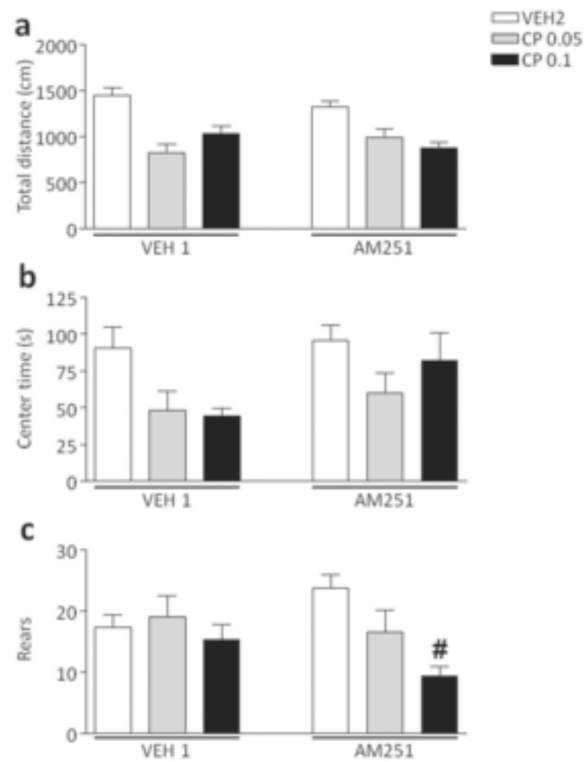 a
VEH2
CP 0.05
CP 0.1
Total distance (cm)
2000
1500
1000
500
0
VEH 1 AM251
b
Center time (s)
125
100
75
50
25
0
VEH 1 AM251
c
Rears
30
20
10
0
#
VEH 1 AM251